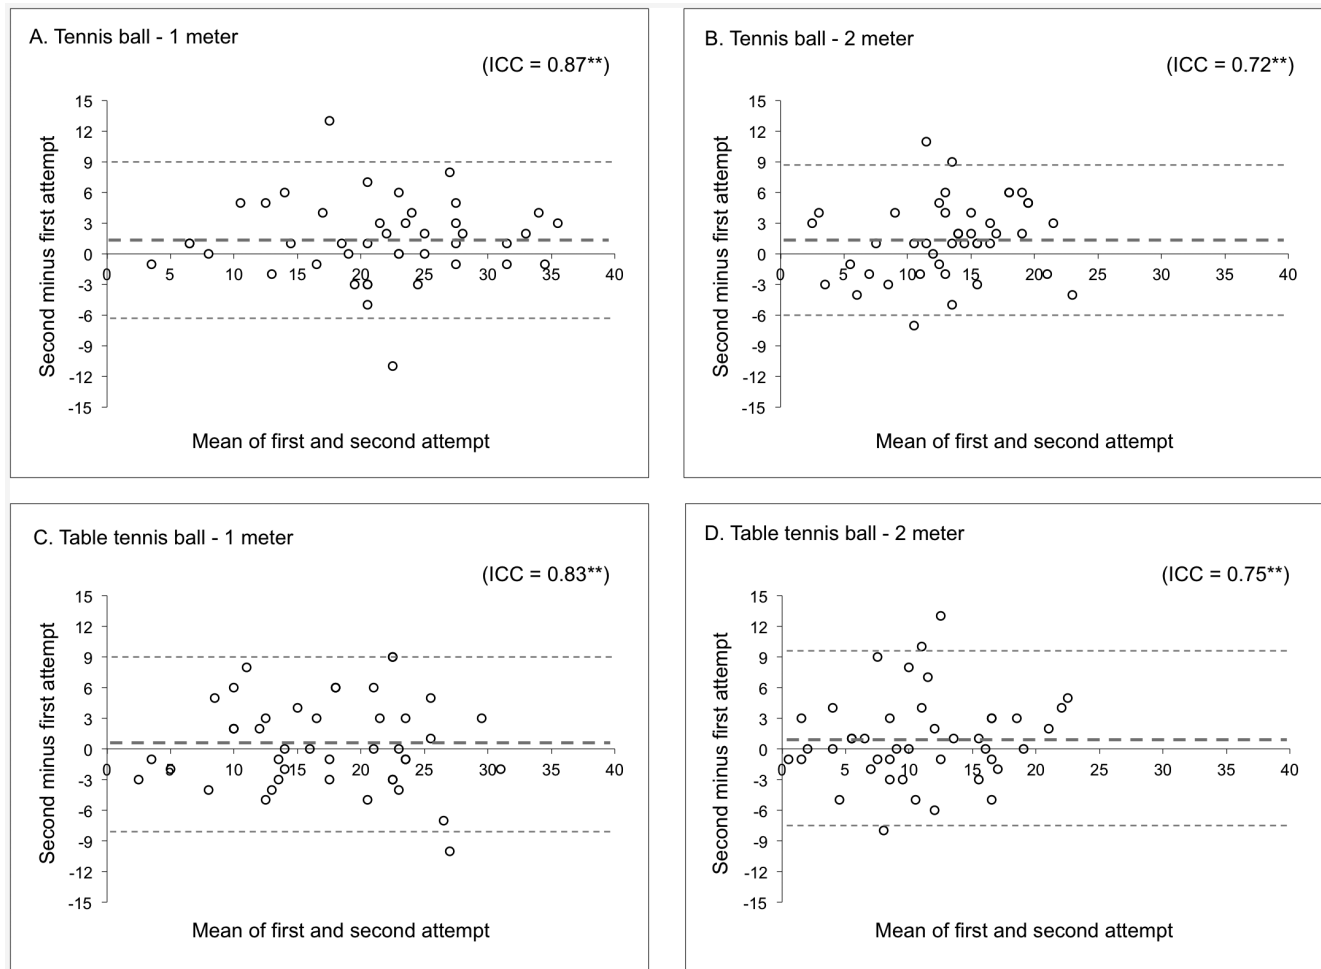 A. Tennis ball - 1 meter
(ICC = 0.87**)
15
12
9
6
3
0
-3
-6
-9
-12
-15
0 5 10 15 20 25 30 35 40
Second minus first attempt
Mean of first and second attempt
B. Tennis ball - 2 meter
(ICC = 0.72**)
15
12
9
6
3
0
-3
-6
-9
-12
-15
0 5 10 15 20 25 30 35 40
Second minus first attempt
Mean of first and second attempt
C. Table tennis ball - 1 meter
(ICC = 0.83**)
15
12
9
6
3
0
-3
-6
-9
-12
-15
0 5 10 15 20 25 30 35 40
Second minus first attempt
Mean of first and second attempt
D. Table tennis ball - 2 meter
(ICC = 0.75**)
15
12
9
6
3
0
-3
-6
-9
-12
-15
0 5 10 15 20 25 30 35 40
Second minus first attempt
Mean of first and second attempt